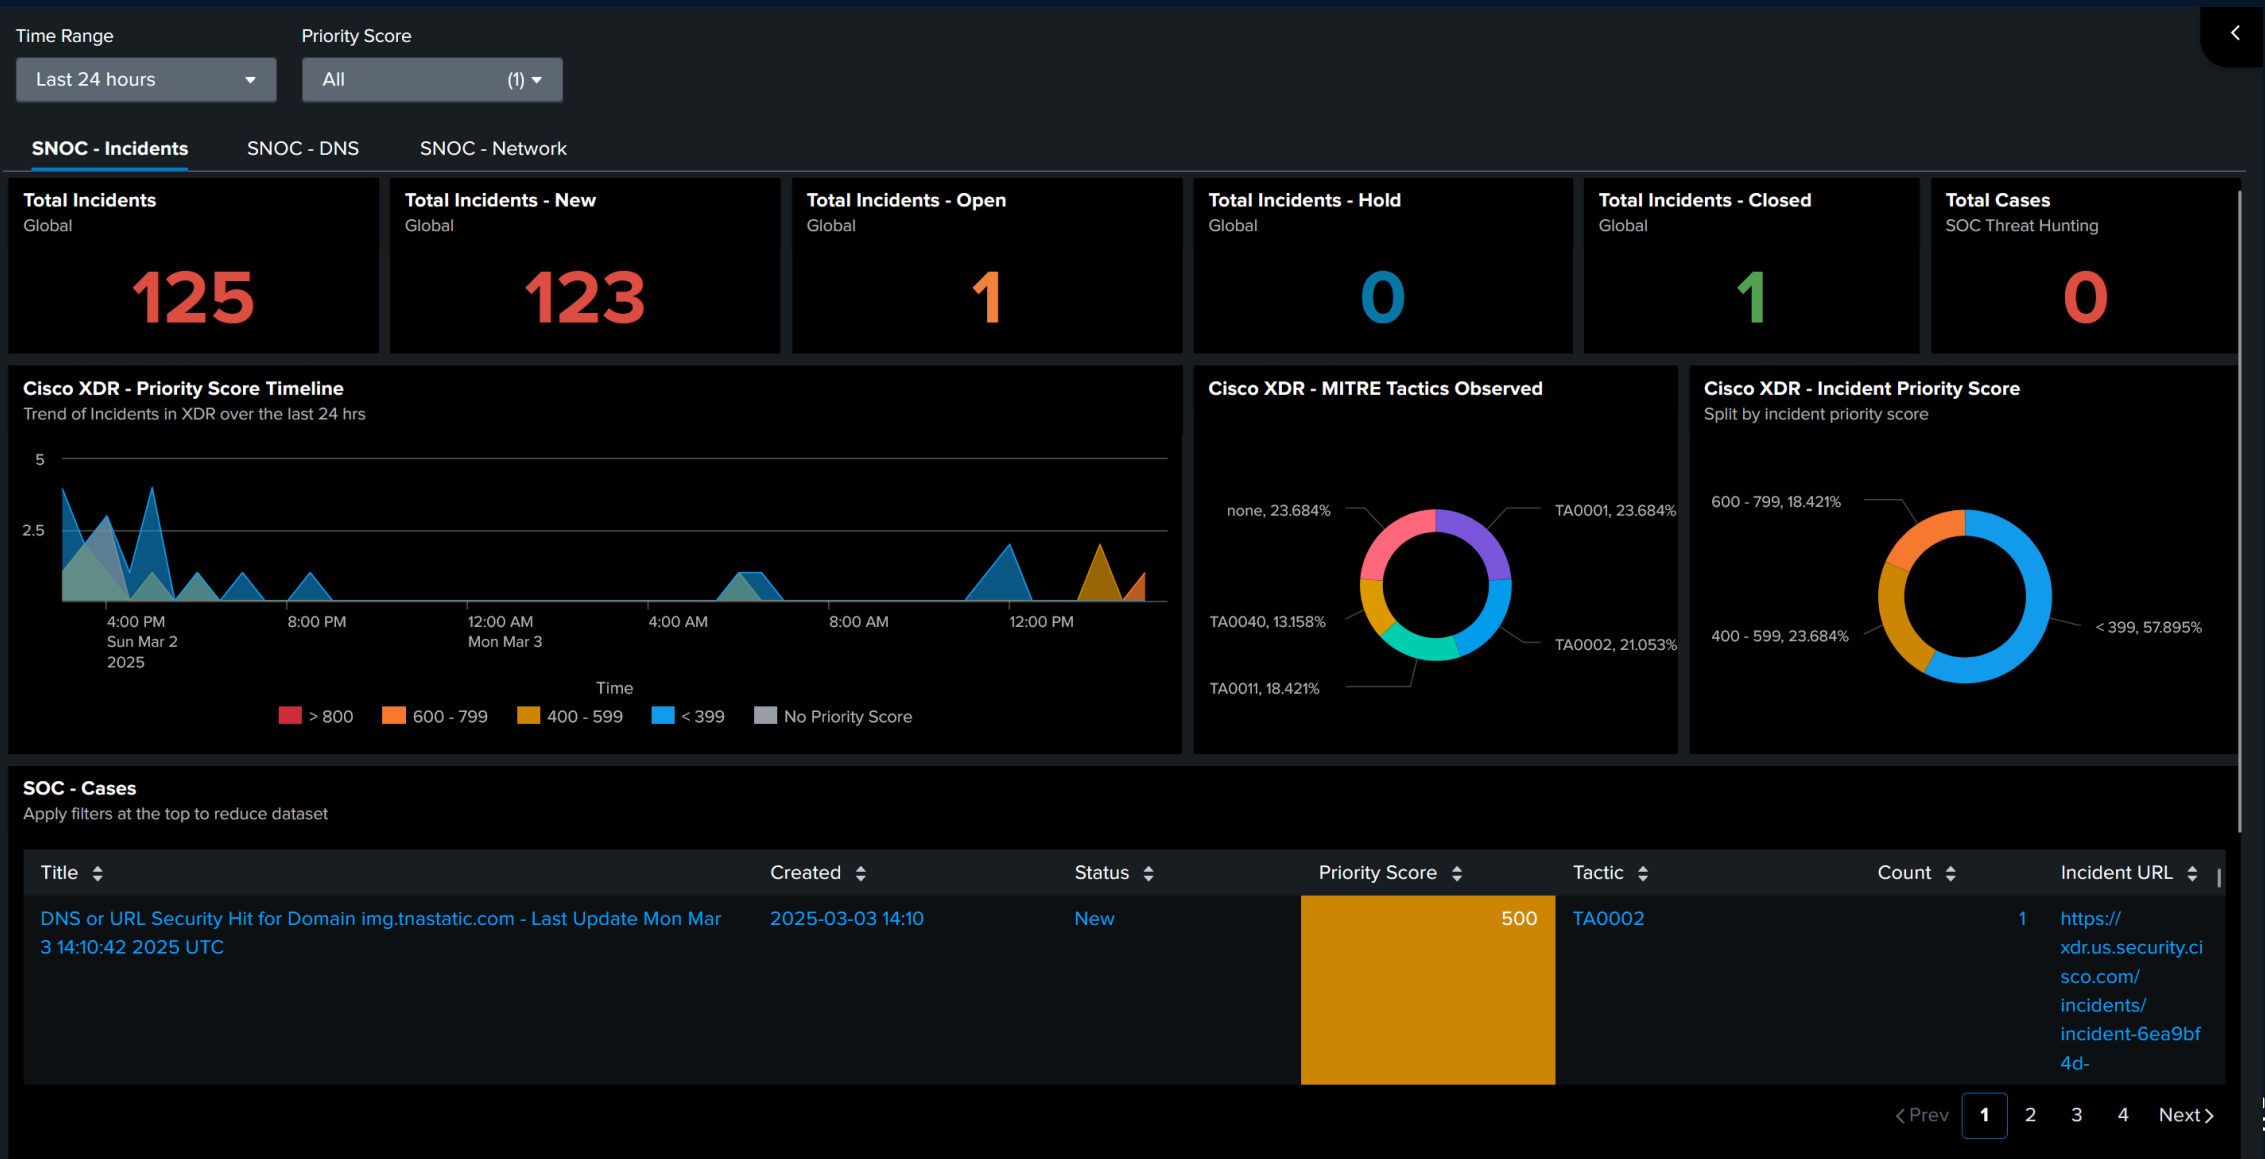 Time Range
Priority Score
Last 24 hours
All (1)
SNOC - Incidents
SNOC - DNS
SNOC - Network
Total Incidents
Global
125
Total Incidents - New
Global
123
Total Incidents - Open
Global
1
Total Incidents - Hold
Global
0
Total Incidents - Closed
Global
1
Total Cases
SOC Threat Hunting
0
Cisco XDR - Priority Score Timeline
Trend of Incidents in XDR over the last 24 hrs
5
2.5
4:00 PM
Sun Mar 2
2025
8:00 PM
12:00 AM
Mon Mar 3
4:00 AM
8:00 AM
12:00 PM
Time
> 800
600 - 799
400 - 599
< 399
No Priority Score
Cisco XDR - MITRE Tactics Observed
none, 23.684%
TA0001, 23.684%
TA0040, 13.158%
TA0002, 21.053%
TA0011, 18.421%
Cisco XDR - Incident Priority Score
Split by incident priority score
600 - 799, 18.421%
400 - 599, 23.684%
< 399, 57.895%
SOC - Cases
Apply filters at the top to reduce dataset
Title
Created
Status
Priority Score
Tactic
Count
Incident URL
DNS or URL Security Hit for Domain img.tnastatic.com - Last Update Mon Mar
3 14:10:42 2025 UTC
2025-03-03 14:10
New
500
TA0002
1
https://
xdr.us.security.ci
sco.com/
incidents/
incident-6ea9bf
4d-
Prev
1
2
3
4
Next